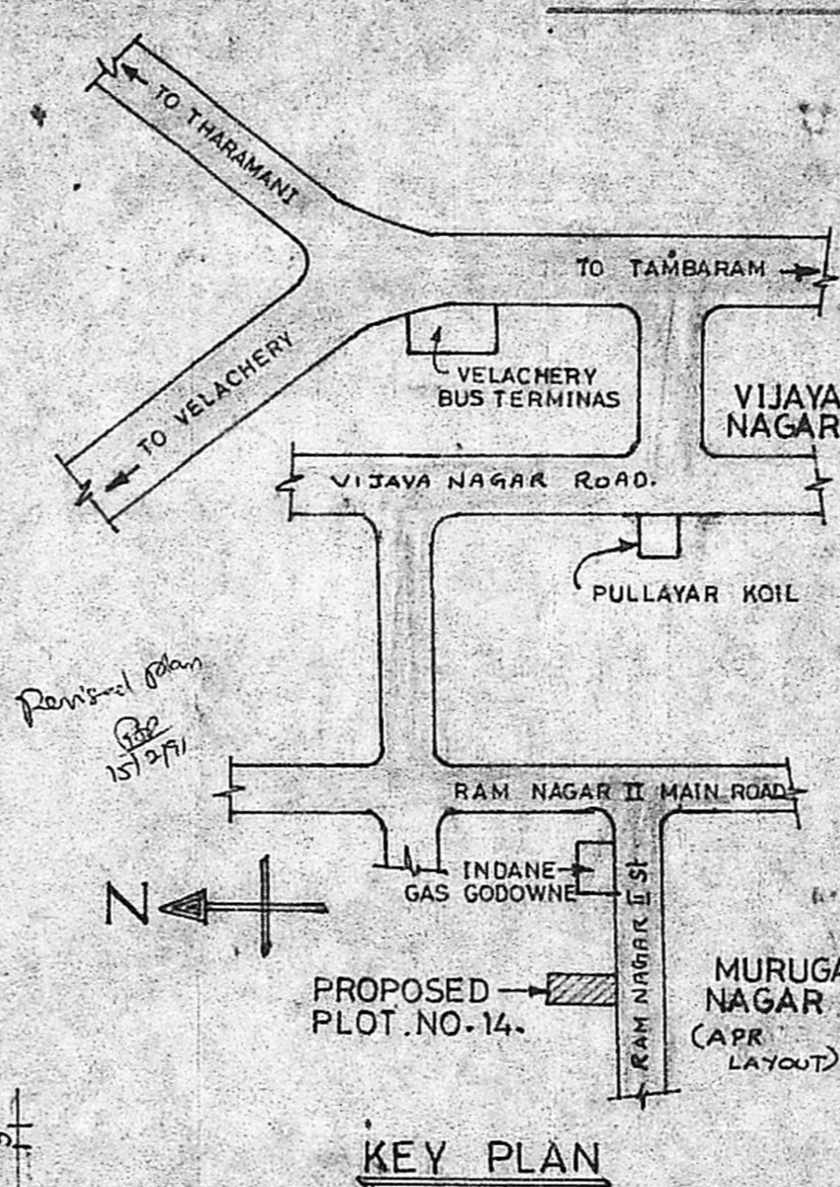 TO THARAMANI
TO TAMBARAM
TO VELACHERY
VELACHERY
BUS TERMINAS
VIJAYA
NAGAR
VIJAYA NAGAR ROAD.
PULLAYAR KOIL
Revised plan
15/2/91
RAM NAGAR II MAIN ROAD
INDANE
GAS GODOWNE
RAM NAGAR II St
N
PROPOSED
PLOT.NO.14.
MURUGA
NAGAR
(APR
LAYOUT)
KEY PLAN